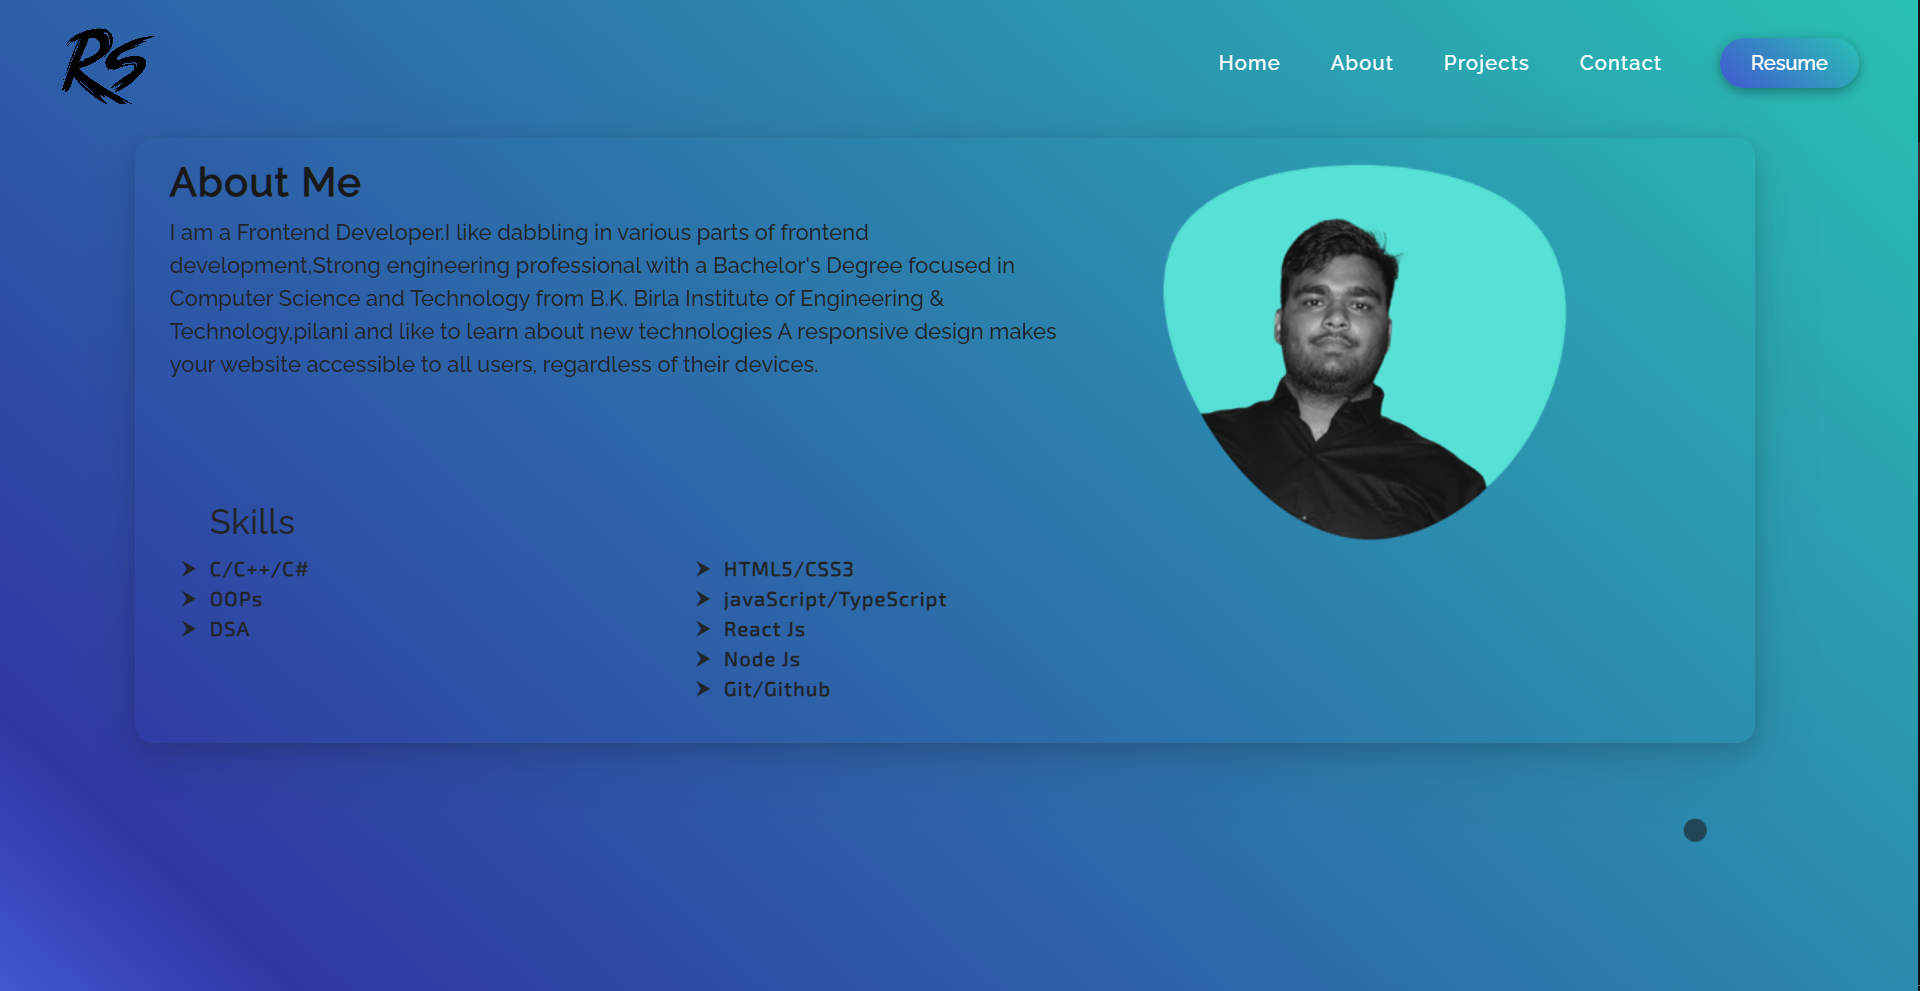 RS
Home About Projects Contact Resume
About Me
I am a Frontend Developer.I like dabbling in various parts of frontend
development,Strong engineering professional with a Bachelor's Degree focused in
Computer Science and Technology from B.K. Birla Institute of Engineering &
Technology,pilani and like to learn about new technologies A responsive design makes
your website accessible to all users, regardless of their devices.
Skills
C/C++/C#
OOPs
DSA
HTML5/CSS3
javaScript/TypeScript
React Js
Node Js
Git/Github